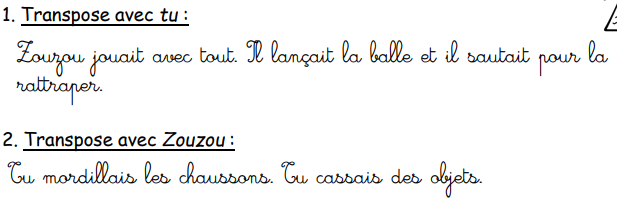 1. Transpose avec tu :
Zouzou jouait avec tout. Il lançait la balle et il sautait pour la
rattraper.
2. Transpose avec Zouzou :
Tu mordillais les chaussons. Tu cassais des objets.